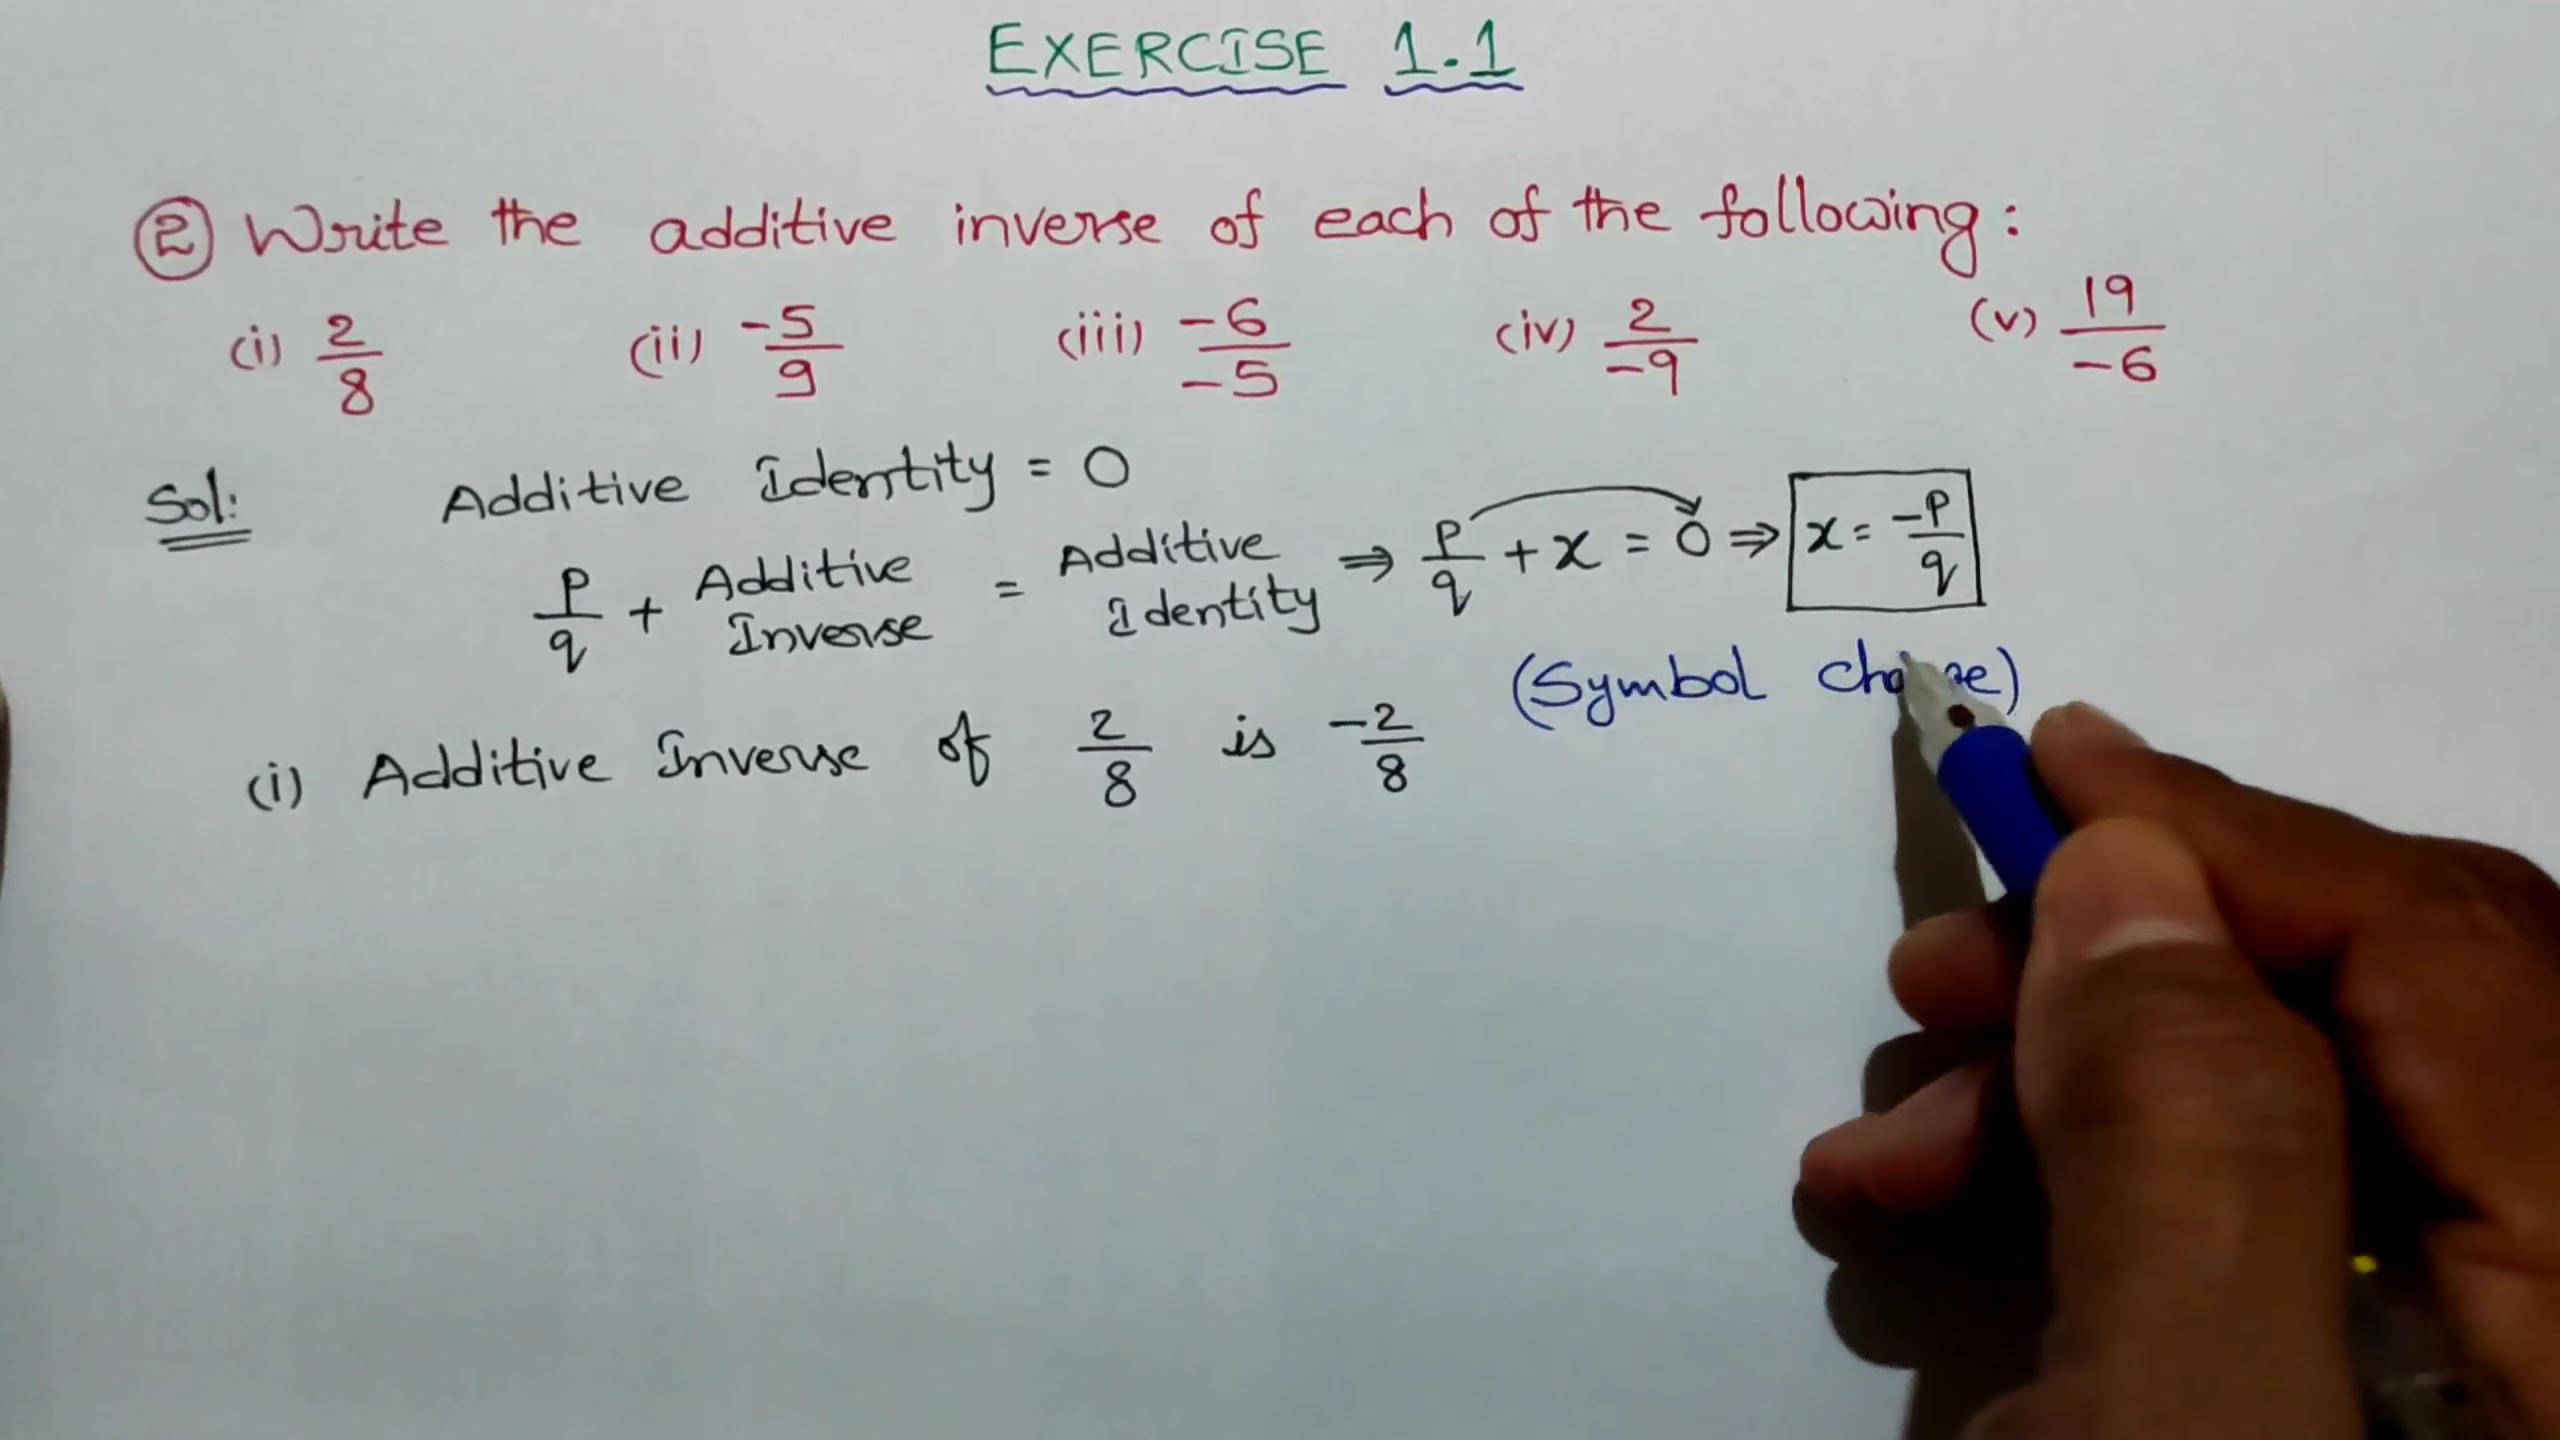 EXERCISE 1.1
② Write the additive inverse of each of the following:
(i) 2/8 (ii) -5/9 (iii) -6/-5 (iv) 2/-9 (v) 19/-6
Sol: Additive Identity = 0
p/q + Additive Inverse = Additive Identity ⇒ p/q + x = 0 ⇒ x = -p/q
(Symbol
(i) Additive Inverse of 2/8 is -2/8